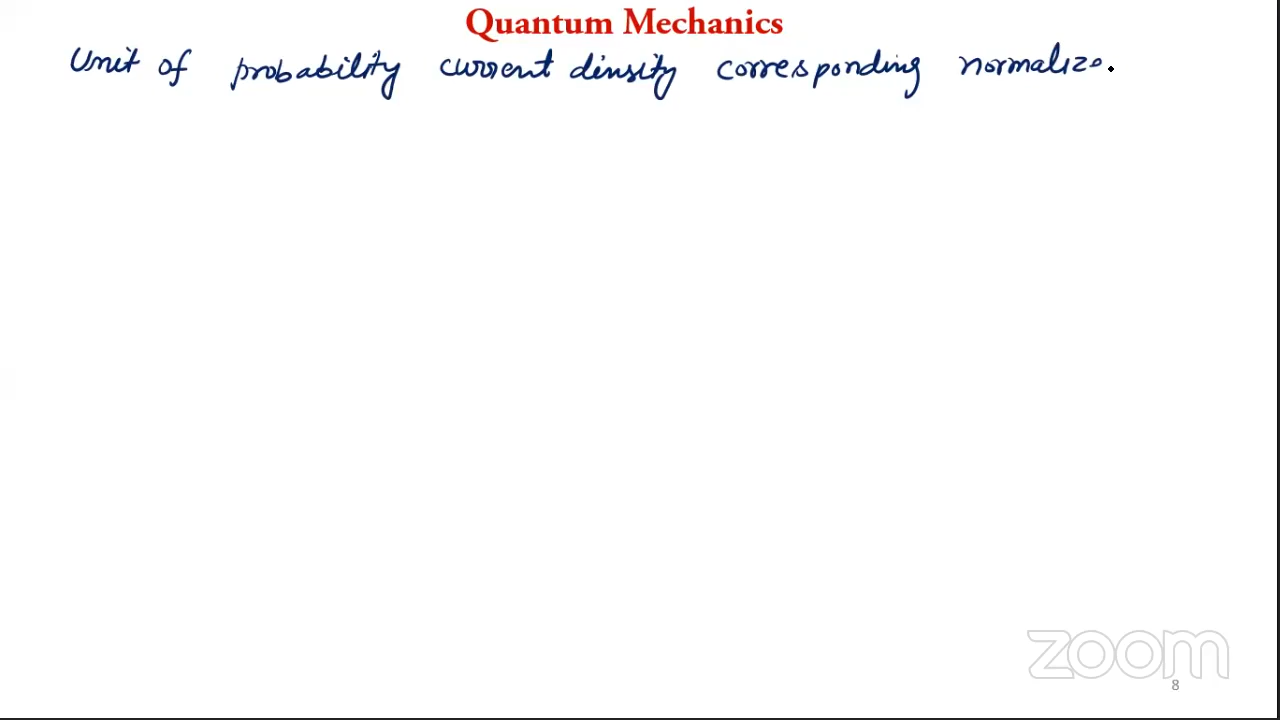 Quantum Mechanics
Unit of probability current density corresponding normalize
zoom
8